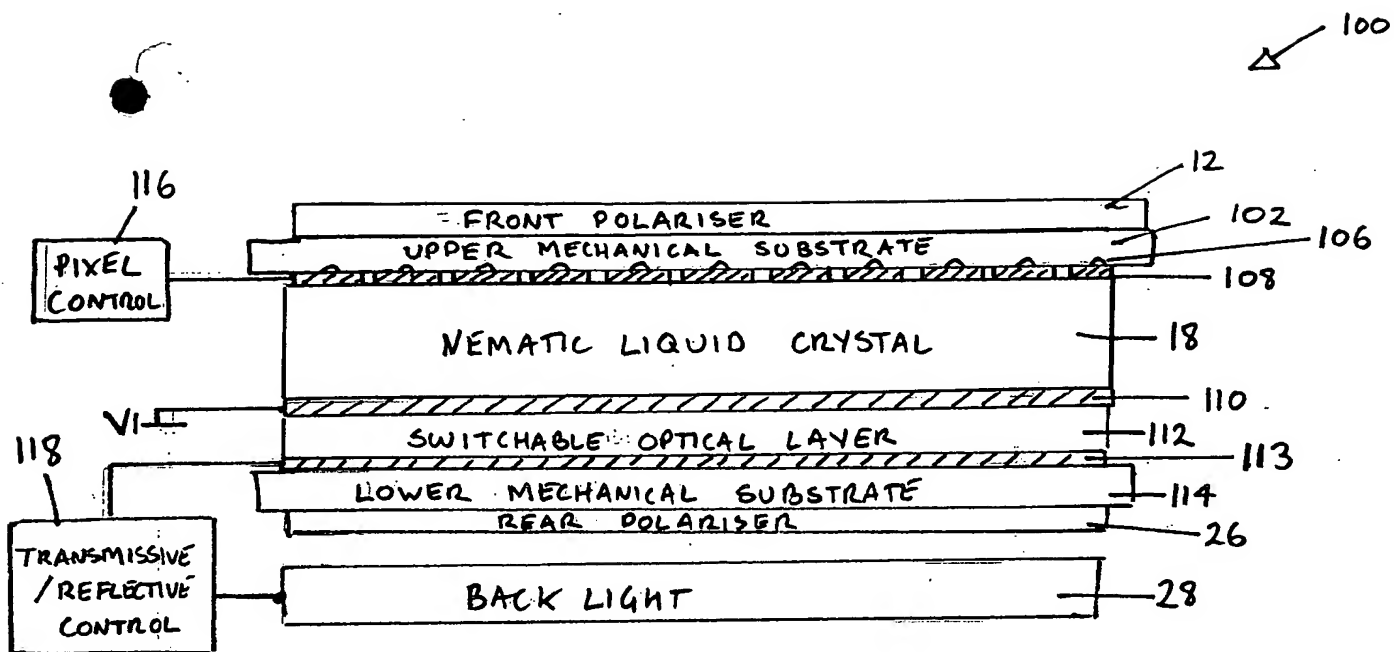 100
116
12
FRONT POLARISER
102
UPPER MECHANICAL SUBSTRATE
106
PIXEL
CONTROL
108
NEMATIC LIQUID CRYSTAL
18
110
V1
SWITCHABLE OPTICAL LAYER
112
118
113
LOWER MECHANICAL SUBSTRATE
114
REAR POLARISER
26
TRANSMISSIVE
/REFLECTIVE
CONTROL
BACK LIGHT
28